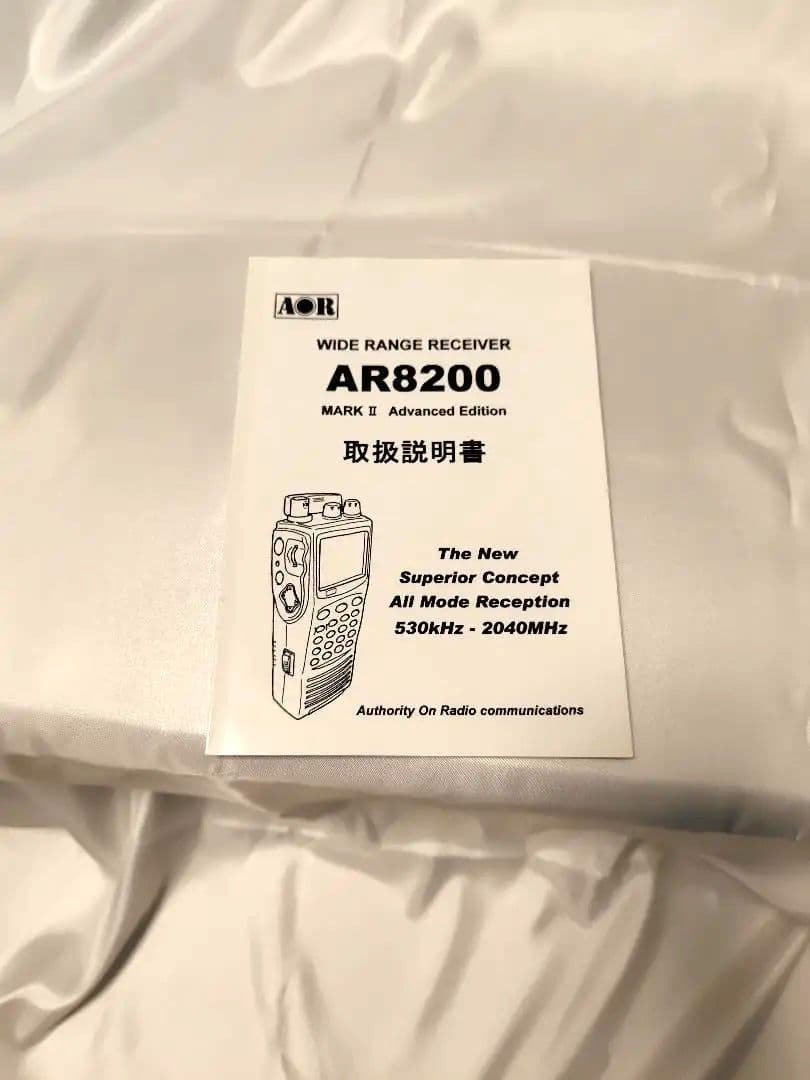 AOR
WIDE RANGE RECEIVER
AR8200
MARK Ⅱ Advanced Edition
取扱説明書
The New
Superior Concept
All Mode Reception
530kHz - 2040MHz
Authority On Radio communications